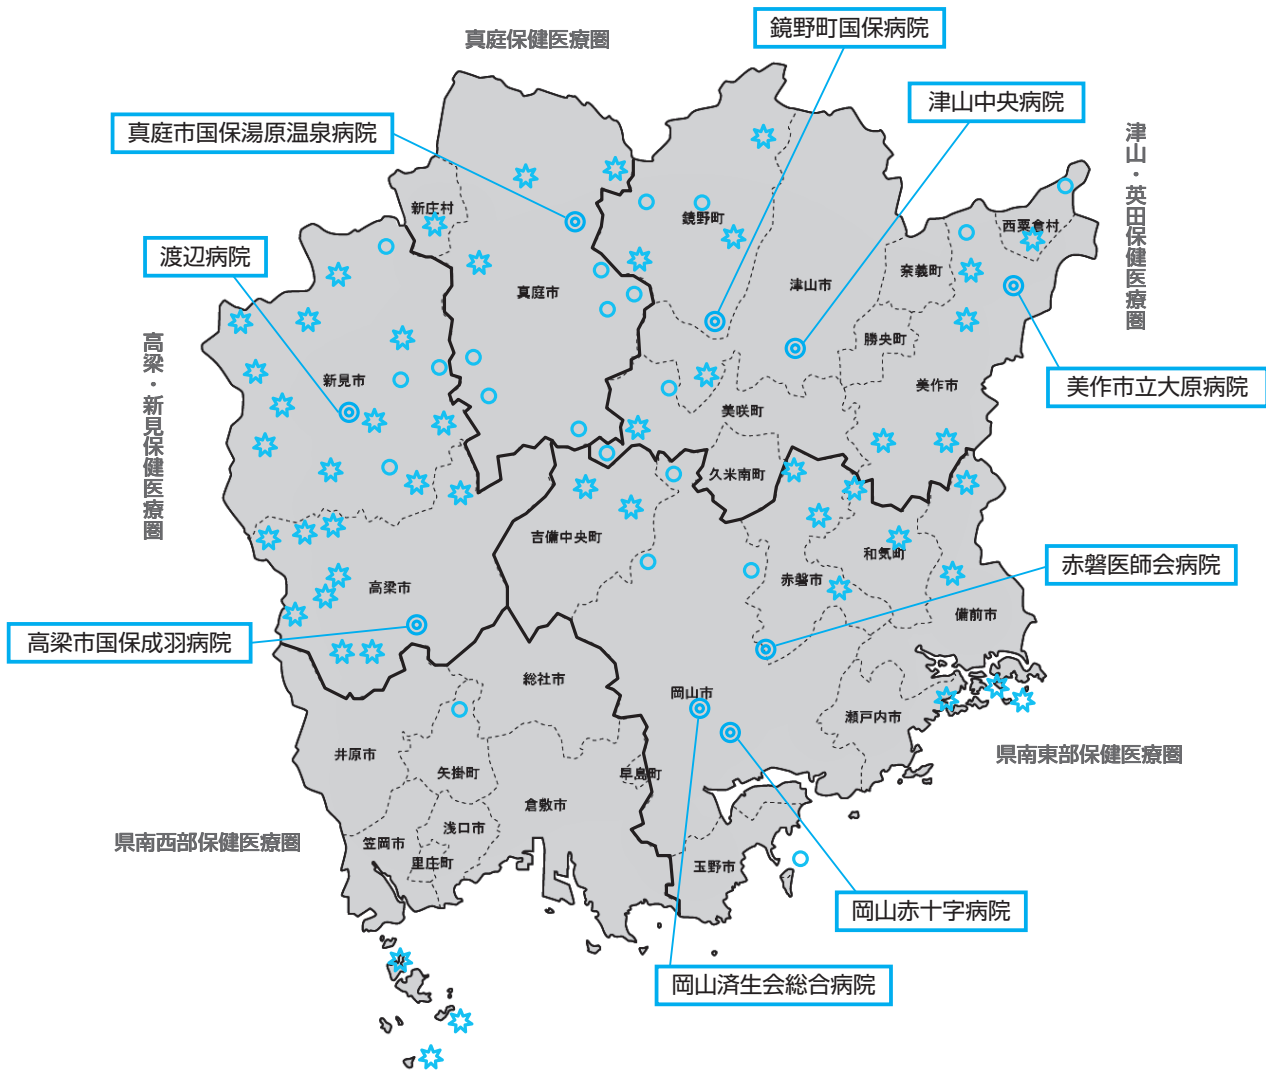 鏡野町国保病院
真庭保健医療圏
津山中央病院
真庭市国保湯原温泉病院
津山・英田保健医療圏
新庄村
鏡野町
西粟倉村
渡辺病院
奈義町
津山市
真庭市
高梁・新見保健医療圏
勝央町
新見市
美作市
美作市立大原病院
美咲町
久米南町
吉備中央町
和気町
赤磐医師会病院
赤磐市
高梁市
備前市
高梁市国保成羽病院
総社市
岡山市
瀬戸内市
井原市
県南東部保健医療圏
矢掛町
早島町
倉敷市
浅口市
県南西部保健医療圏
笠岡市
里庄町
玉野市
岡山赤十字病院
岡山済生会総合病院